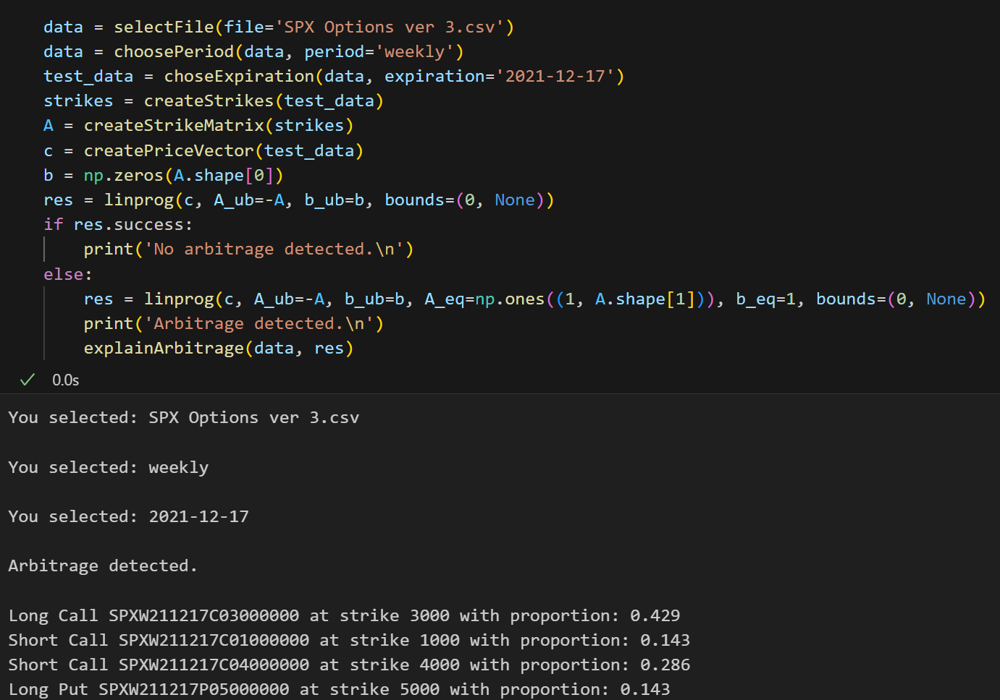 data = selectFile(file='SPX Options ver 3.csv')
data = choosePeriod(data, period='weekly')
test_data = choseExpiration(data, expiration='2021-12-17')
strikes = createStrikes(test_data)
A = createStrikeMatrix(strikes)
c = createPriceVector(test_data)
b = np.zeros(A.shape[0])
res = linprog(c, A_ub=-A, b_ub=b, bounds=(0, None))
if res.success:
    print('No arbitrage detected.\n')
else:
    res = linprog(c, A_ub=-A, b_ub=b, A_eq=np.ones((1, A.shape[1])), b_eq=1, bounds=(0, None))
    print('Arbitrage detected.\n')
    explainArbitrage(data, res)
0.0s
You selected: SPX Options ver 3.csv
You selected: weekly
You selected: 2021-12-17
Arbitrage detected.
Long Call SPXW211217C03000000 at strike 3000 with proportion: 0.429
Short Call SPXW211217C01000000 at strike 1000 with proportion: 0.143
Short Call SPXW211217C04000000 at strike 4000 with proportion: 0.286
Long Put SPXW211217P05000000 at strike 5000 with proportion: 0.143